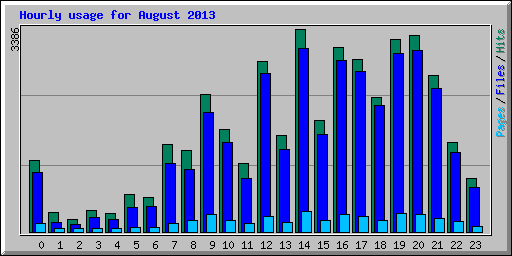 Hourly usage for August 2013
3386
Pages / Files / Hits
0 1 2 3 4 5 6 7 8 9 10 11 12 13 14 15 16 17 18 19 20 21 22 23